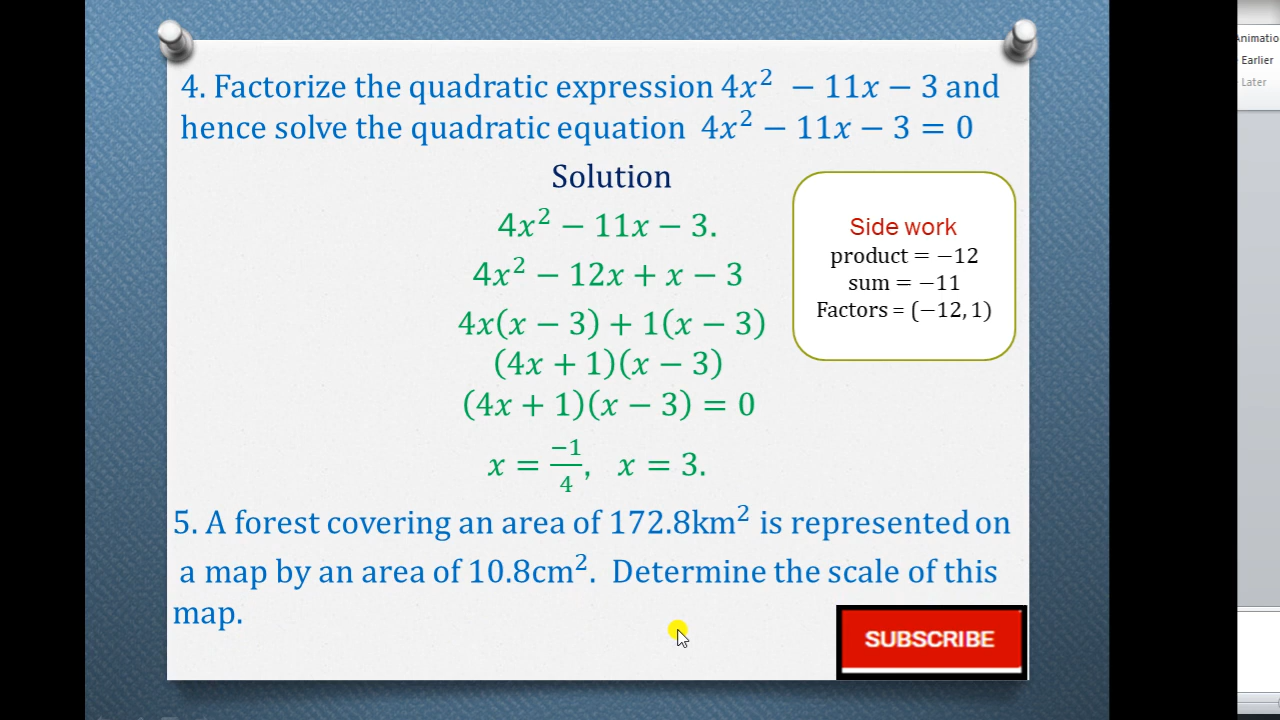 Animatio
Earlier
Later
4. Factorize the quadratic expression 4x² − 11x − 3 and
hence solve the quadratic equation 4x² − 11x − 3 = 0
Solution
4x² − 11x − 3.
4x² − 12x + x − 3
4x(x − 3) + 1(x − 3)
(4x + 1)(x − 3)
(4x + 1)(x − 3) = 0
x = −1/4, x = 3.
Side work
product = −12
sum = −11
Factors = (−12, 1)
5. A forest covering an area of 172.8km² is represented on
a map by an area of 10.8cm². Determine the scale of this
map.
SUBSCRIBE